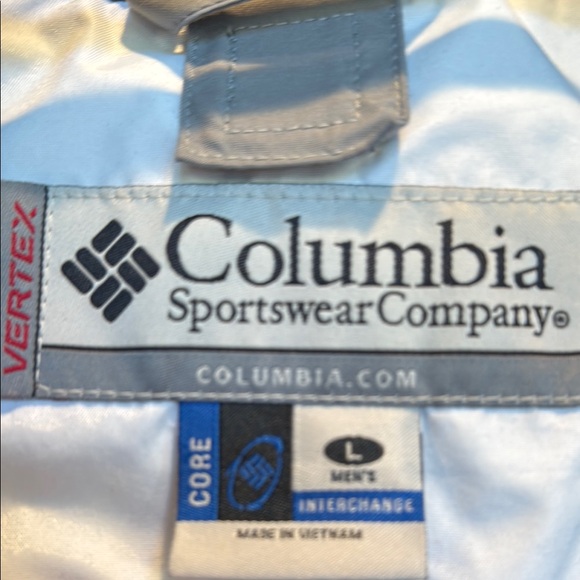 VERTEX
Columbia
Sportswear Company®
COLUMBIA.COM
CORE
L
MEN'S
INTERCHANGE
MADE IN VIETNAM